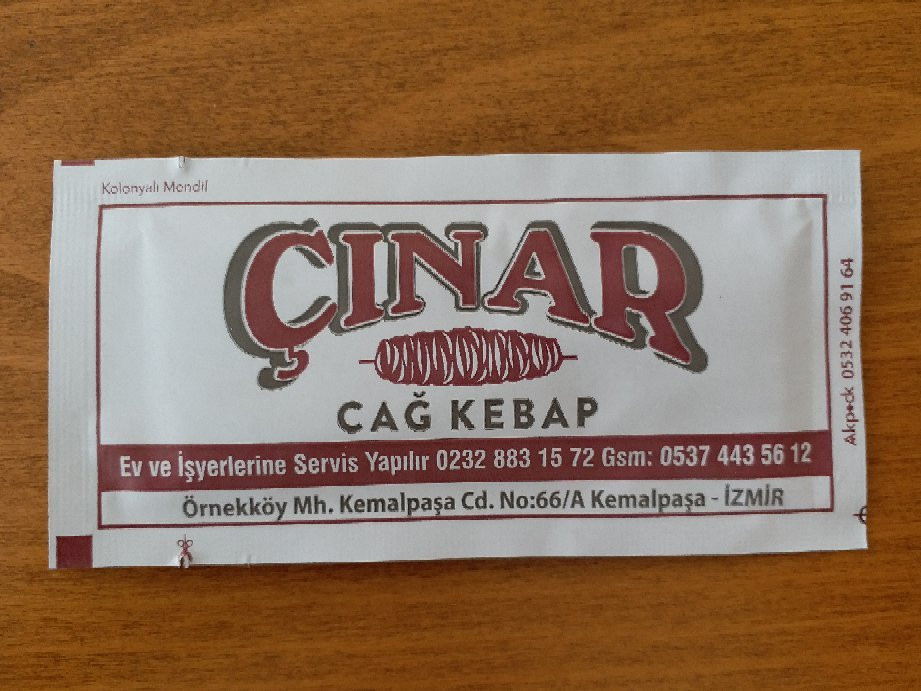 Kolonyalı Mendil
ÇINAR
CAĞ KEBAP
Ev ve İşyerlerine Servis Yapılır 0232 883 15 72 Gsm: 0537 443 56 12
Örnekköy Mh. Kemalpaşa Cd. No:66/A Kemalpaşa - İZMİR
Akpack 0532 406 91 64